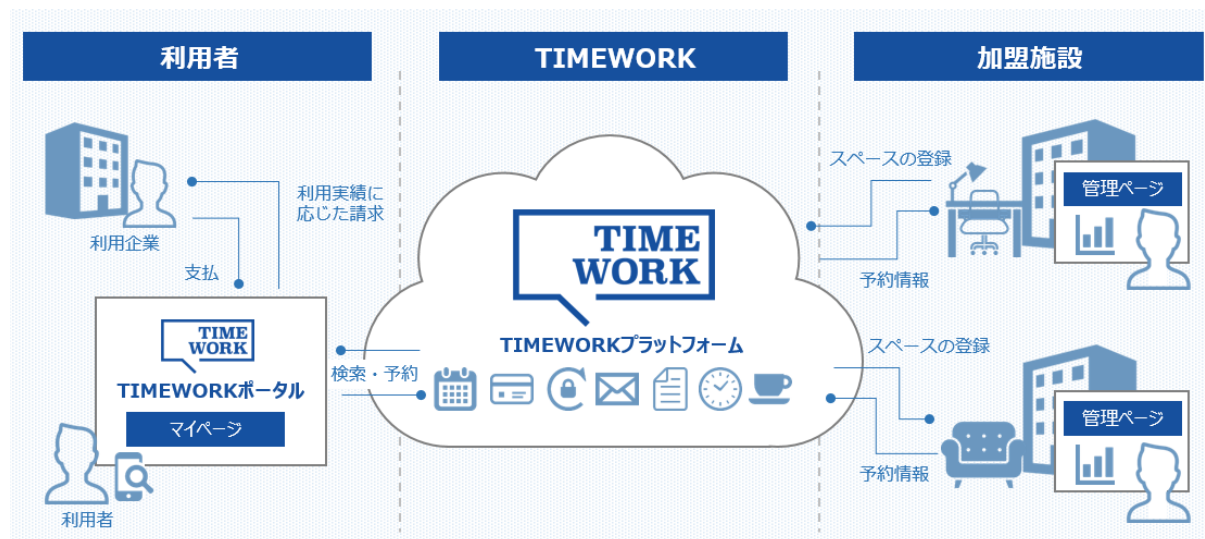 利用者
TIMEWORK
加盟施設
利用企業
利用実績に
応じた請求
支払
TIME
WORK
TIMEWORKポータル
マイページ
利用者
検索・予約
TIME
WORK
TIMEWORKプラットフォーム
スペースの登録
予約情報
管理ページ
スペースの登録
予約情報
管理ページ